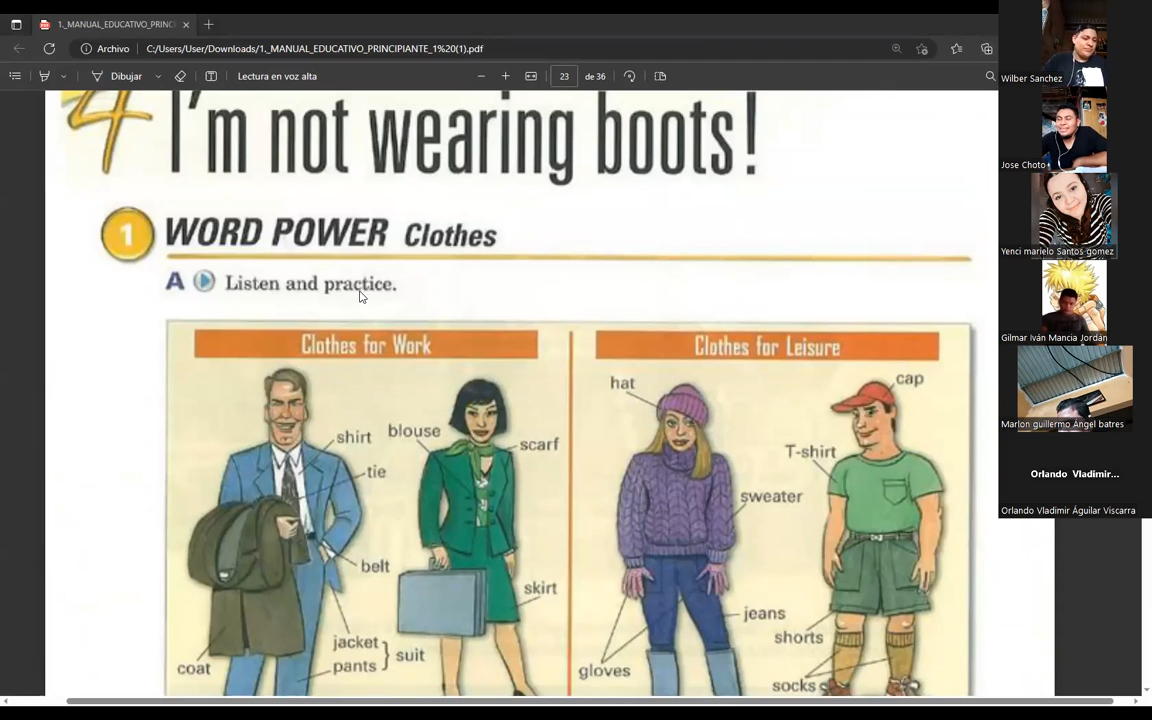 1._MANUAL_EDUCATIVO_PRINCI
Archivo
C:/Users/User/Downloads/1._MANUAL_EDUCATIVO_PRINCIPIANTE_1%20(1).pdf
Dibujar
Lectura en voz alta
23
de 36
4 I'm not wearing boots!
1 WORD POWER Clothes
A Listen and practice.
Clothes for Work
Clothes for Leisure
shirt
tie
belt
jacket
pants
suit
coat
blouse
scarf
skirt
hat
sweater
jeans
gloves
cap
T-shirt
shorts
socks
Wilber Sanchez
Jose Choto
Yenci marielo Santos gomez
Gilmar Iván Mancia Jordán
Marlon guillermo Ángel batres
Orlando Vladimir...
Orlando Vladimir Águilar Viscarra